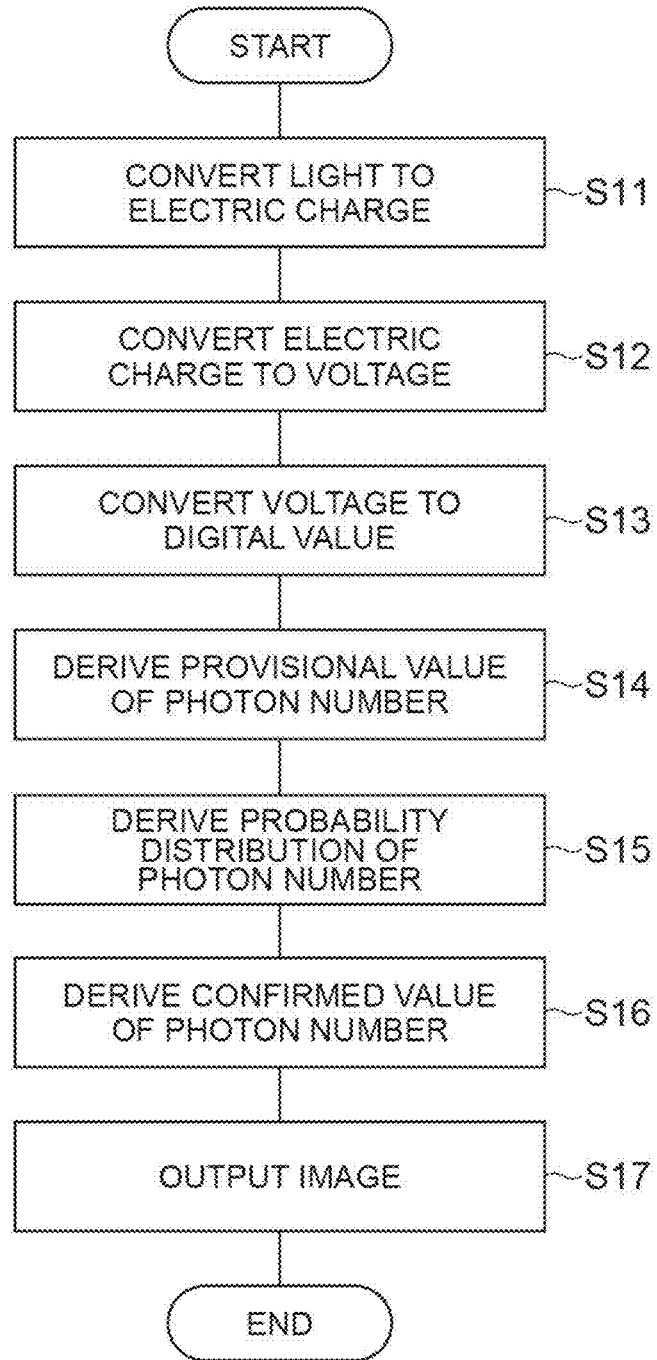 START
CONVERT LIGHT TO
ELECTRIC CHARGE
S11
CONVERT ELECTRIC
CHARGE TO VOLTAGE
S12
CONVERT VOLTAGE TO
DIGITAL VALUE
S13
DERIVE PROVISIONAL VALUE
OF PHOTON NUMBER
S14
DERIVE PROBABILITY
DISTRIBUTION OF
PHOTON NUMBER
S15
DERIVE CONFIRMED VALUE
OF PHOTON NUMBER
S16
OUTPUT IMAGE
S17
END